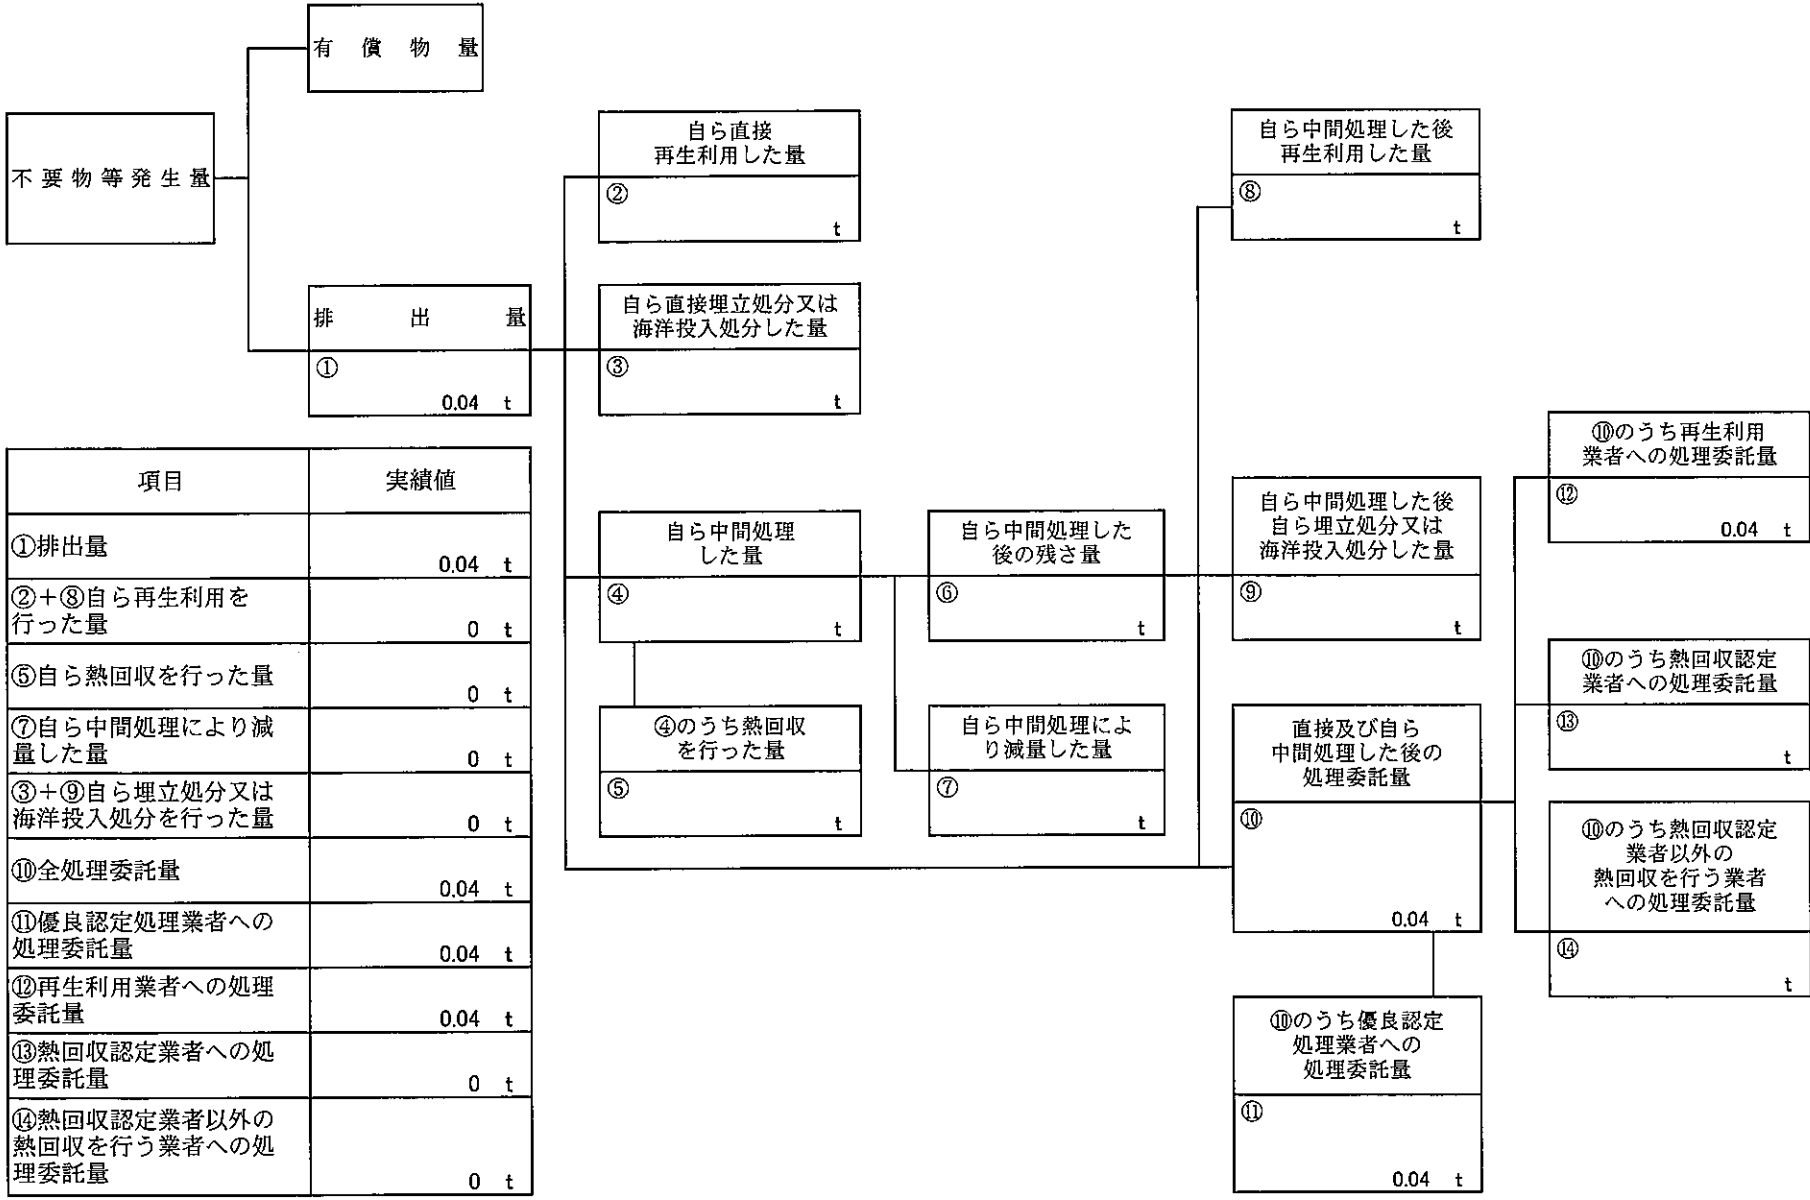 有償物量
不要物等発生量
排出量
①
0.04 t
自ら直接
再生利用した量
②
t
自ら直接埋立処分又は
海洋投入処分した量
③
t
自ら中間処理
した量
④
t
④のうち熱回収
を行った量
⑤
t
自ら中間処理した
後の残さ量
⑥
t
自ら中間処理によ
り減量した量
⑦
t
自ら中間処理した後
再生利用した量
⑧
t
自ら中間処理した後
自ら埋立処分又は
海洋投入処分した量
⑨
t
直接及び自ら
中間処理した後の
処理委託量
⑩
0.04 t
⑩のうち優良認定
処理業者への
処理委託量
⑪
0.04 t
⑩のうち再生利用
業者への処理委託量
⑫
0.04 t
⑩のうち熱回収認定
業者への処理委託量
⑬
t
⑩のうち熱回収認定
業者以外の
熱回収を行う業者
への処理委託量
⑭
t
項目 実績値
①排出量
0.04 t
②+⑧自ら再生利用を
行った量
0 t
⑤自ら熱回収を行った量
0 t
⑦自ら中間処理により減
量した量
0 t
③+⑨自ら埋立処分又は
海洋投入処分を行った量
0 t
⑩全処理委託量
0.04 t
⑪優良認定処理業者への
処理委託量
0.04 t
⑫再生利用業者への処理
委託量
0.04 t
⑬熱回収認定業者への処
理委託量
0 t
⑭熱回収認定業者以外の
熱回収を行う業者への処
理委託量
0 t